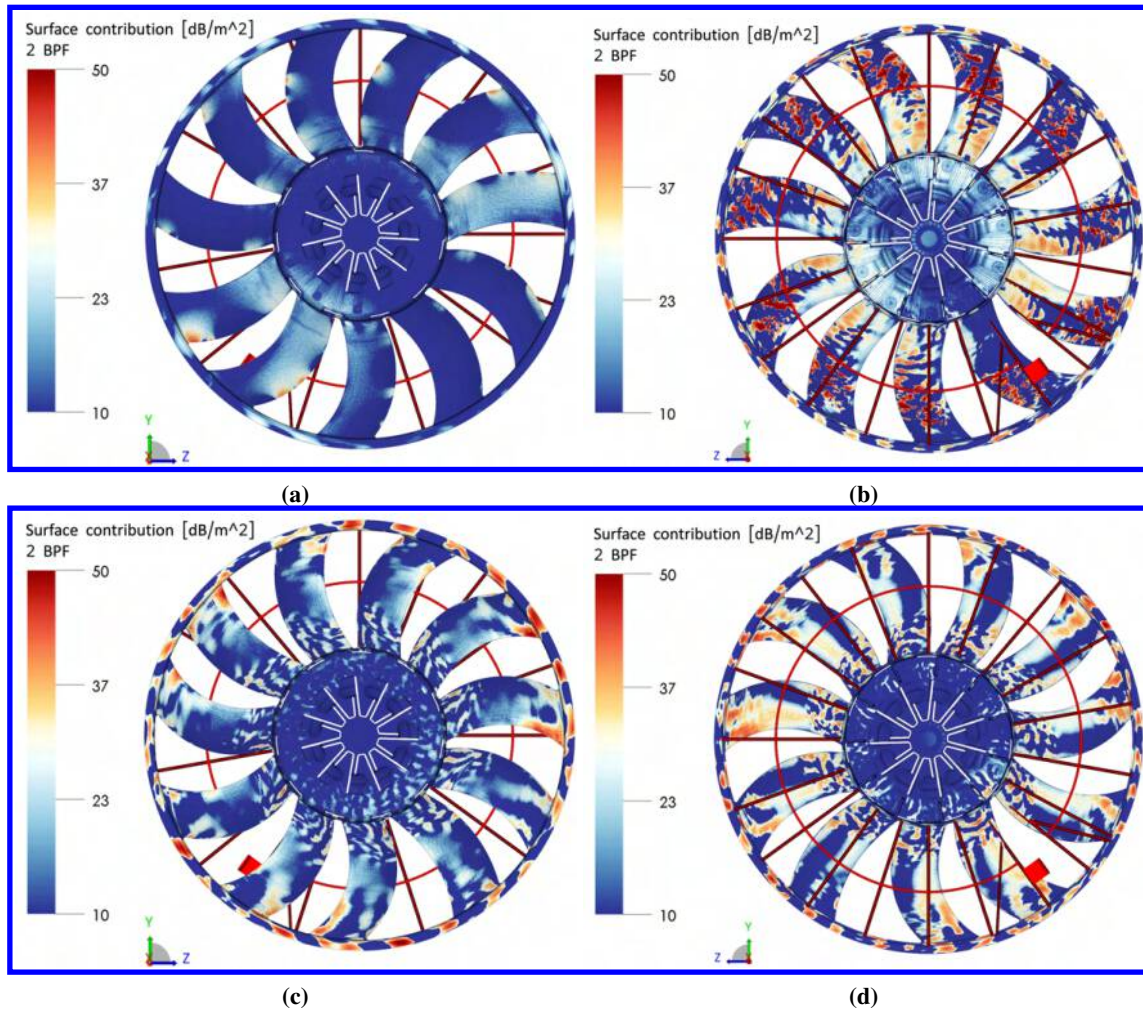 Surface contribution [dB/m^2]
2 BPF
50
37
23
10
Y
Z
Surface contribution [dB/m^2]
2 BPF
50
37
23
10
Y
Z
(a)
(b)
Surface contribution [dB/m^2]
2 BPF
50
37
23
10
Y
Z
Surface contribution [dB/m^2]
2 BPF
50
37
23
10
Y
Z
(c)
(d)